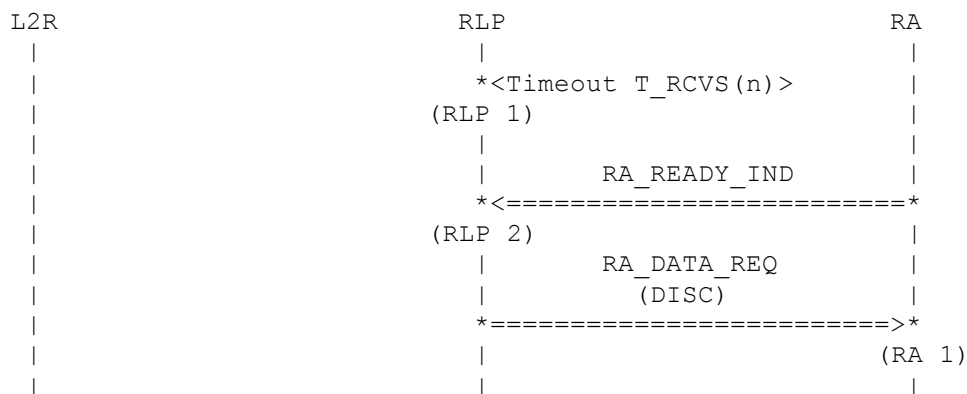 L2R RLP RA
*<Timeout T_RCVS(n)>
(RLP 1)
RA_READY_IND
*<=========================*
(RLP 2)
RA_DATA_REQ
(DISC)
*=========================>*
(RA 1)